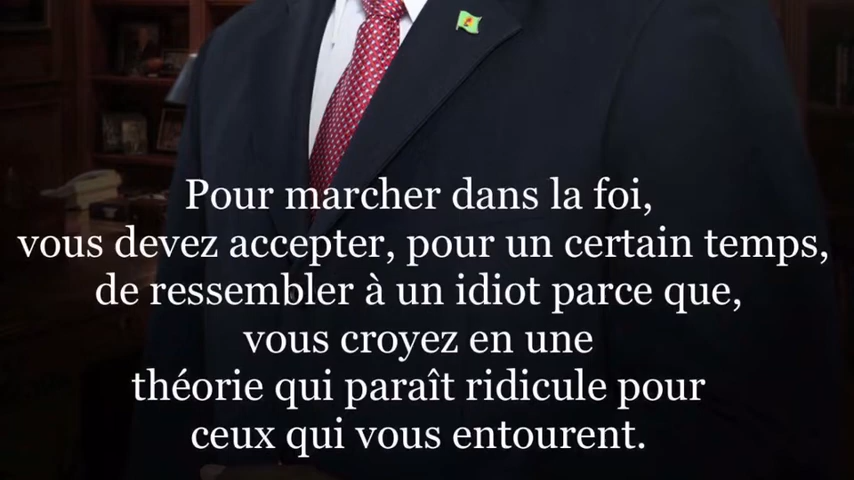 Pour marcher dans la foi,
vous devez accepter, pour un certain temps,
de ressembler à un idiot parce que,
vous croyez en une
théorie qui paraît ridicule pour
ceux qui vous entourent.